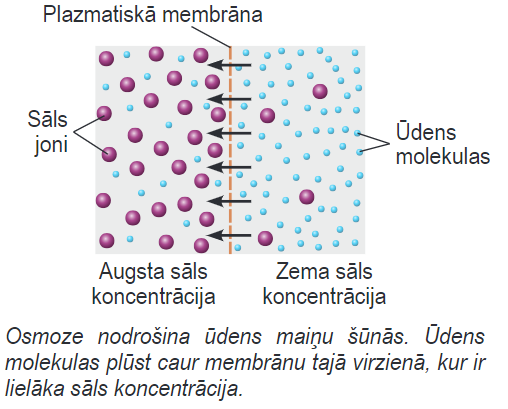 Plazmatiskā membrāna
Sāls
joni
Ūdens
molekulas
Augsta sāls
koncentrācija
Zema sāls
koncentrācija
Osmoze nodrošina ūdens maiņu šūnās. Ūdens
molekulas plūst caur membrānu tajā virzienā, kur ir
lielāka sāls koncentrācija.